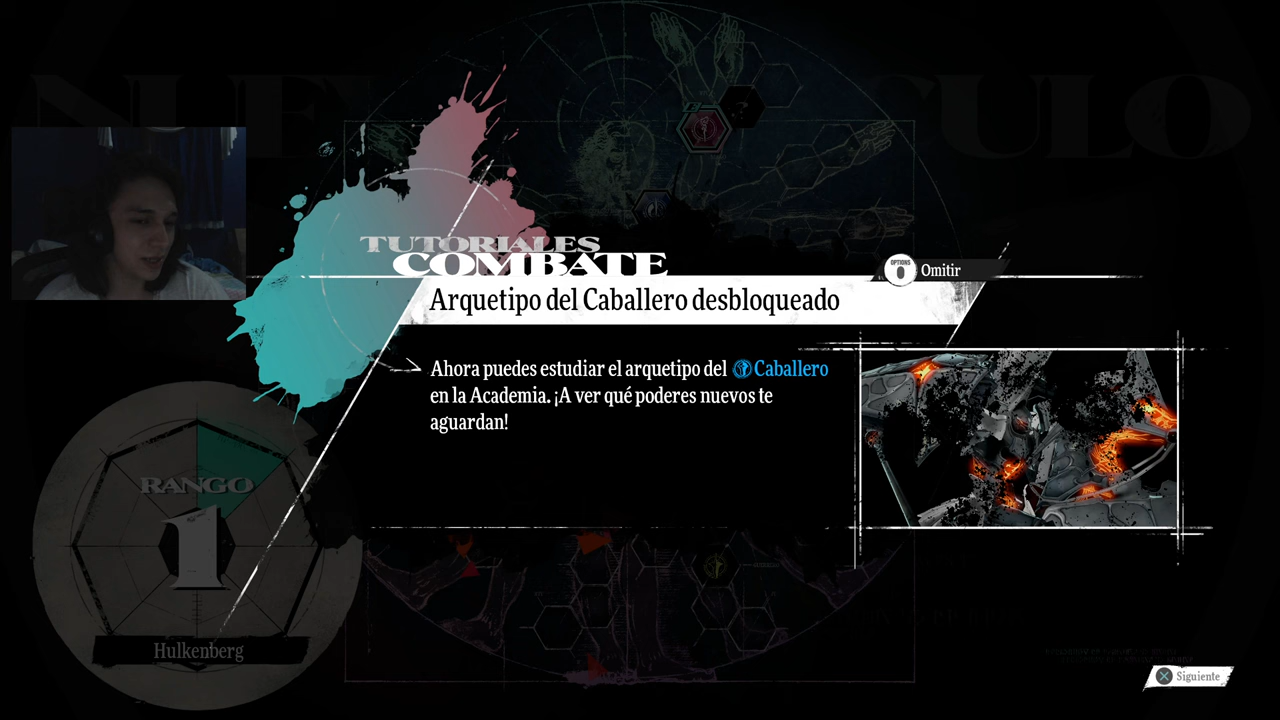 TUTORIALES
COMBATE
OPTIONS
Omitir
Arquetipo del Caballero desbloqueado
Ahora puedes estudiar el arquetipo del Caballero
en la Academia. ¡A ver qué poderes nuevos te
aguardan!
RANGO
1
Hulkenberg
Siguiente